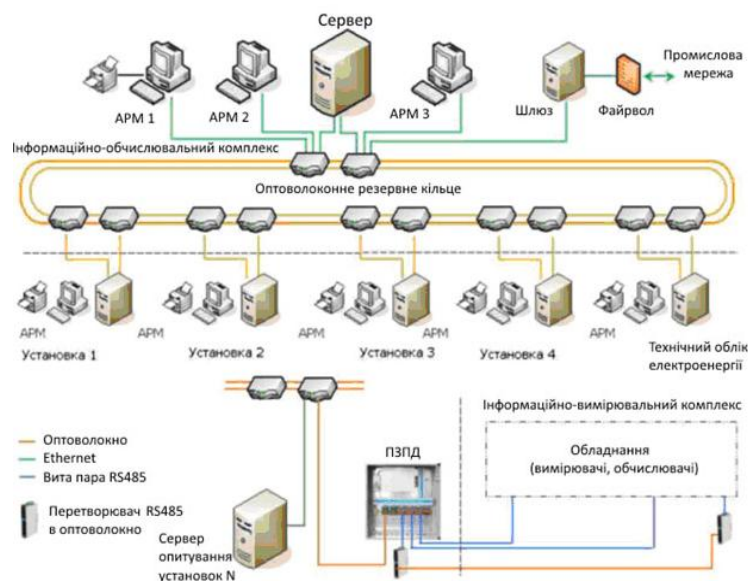 Сервер
АРМ 1
АРМ 2
АРМ 3
Шлюз
Файрвол
Промислова
мережа
Інформаційно-обчислювальний комплекс
Оптоволоконне резервне кільце
АРМ
АРМ
АРМ
АРМ
АРМ
Установка 1
Установка 2
Установка 3
Установка 4
Технічний облік
електроенергії
Інформаційно-вимірювальний комплекс
Оптоволокно
Ethernet
Вита пара RS485
Перетворювач RS485
в оптоволокно
Сервер
опитування
установок N
ПЗПД
Обладнання
(вимірювачі, обчислювачі)